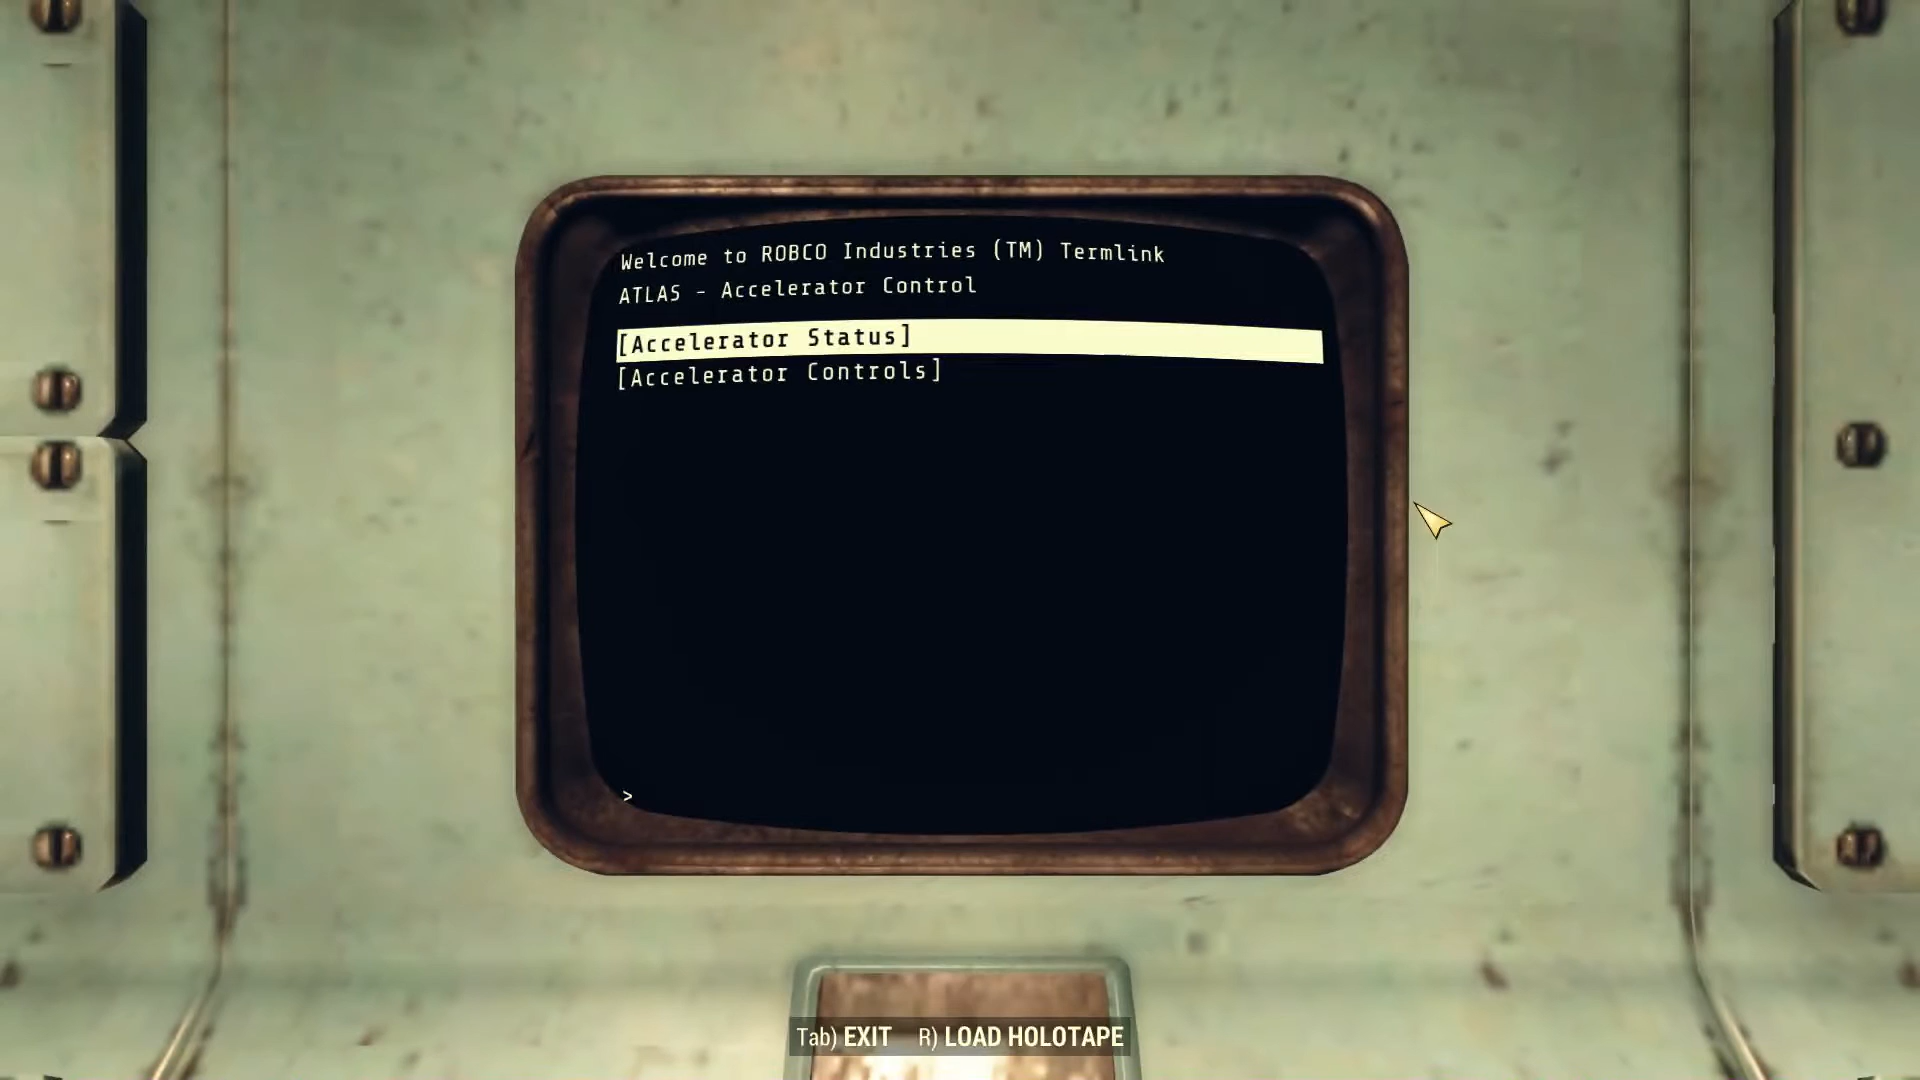 Welcome to ROBCO Industries (TM) Termlink
ATLAS - Accelerator Control
[Accelerator Status]
[Accelerator Controls]
>
Tab) EXIT R) LOAD HOLOTAPE